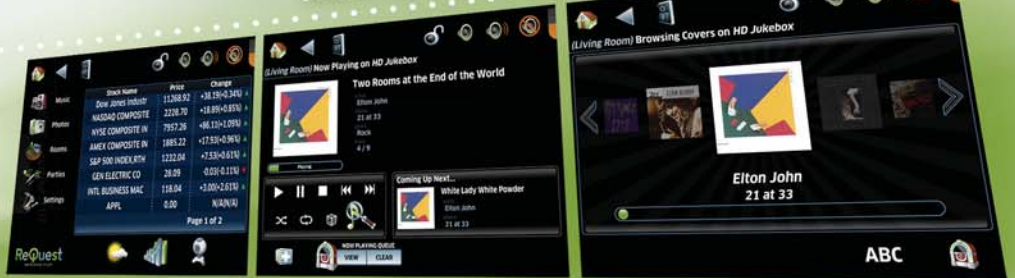 Stock Name Price Change
Dow Jones Industr 11268.92 +38.19(+0.34%)
NASDAQ COMPOSITE 2228.70 +18.89(+0.85%)
NYSE COMPOSITE IN 7957.26 +86.11(+1.09%)
AMEX COMPOSITE IN 1885.22 +17.93(+0.96%)
S&P 500 INDEX,RTH 1232.04 +7.53(+0.61%)
GEN ELECTRIC CO 28.09 -0.03(-0.11%)
INTL BUSINESS MAC 118.04 +3.00(+2.61%)
APPL 0.00 N/A(N/A)
Page 1 of 2
Music
Photos
Rooms
Parties
Settings
ReQuest
(Living Room) Now Playing on HD Jukebox
Two Rooms at the End of the World
Elton John
21 at 33
Rock
4 / 9
Coming Up Next...
White Lady White Powder
Elton John
21 at 33
NOW PLAYING QUEUE
VIEW CLEAR
(Living Room) Browsing Covers on HD Jukebox
Elton John
21 at 33
ABC